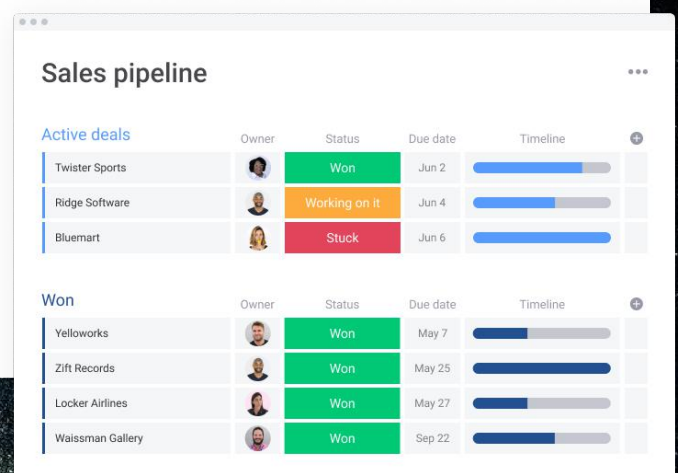 Sales pipeline
Active deals Owner Status Due date Timeline
Twister Sports Won Jun 2
Ridge Software Working on it Jun 4
Bluemart Stuck Jun 6
Won Owner Status Due date Timeline
Yelloworks Won May 7
Zift Records Won May 25
Locker Airlines Won May 27
Waissman Gallery Won Sep 22